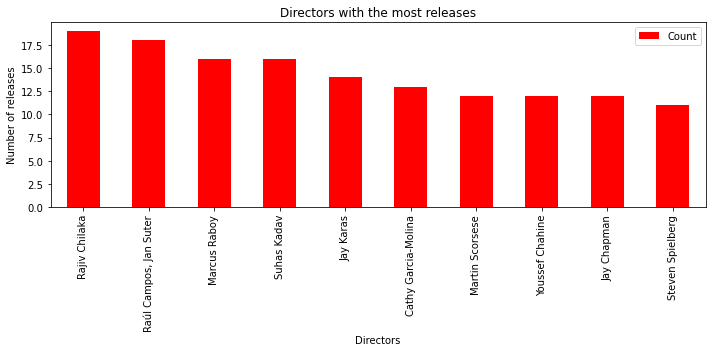 Directors with the most releases
Count
Number of releases
17.5
15.0
12.5
10.0
7.5
5.0
2.5
0.0
Rajiv Chilaka
Raúl Campos, Jan Suter
Marcus Raboy
Suhas Kadav
Jay Karas
Cathy Garcia-Molina
Martin Scorsese
Youssef Chahine
Jay Chapman
Steven Spielberg
Directors